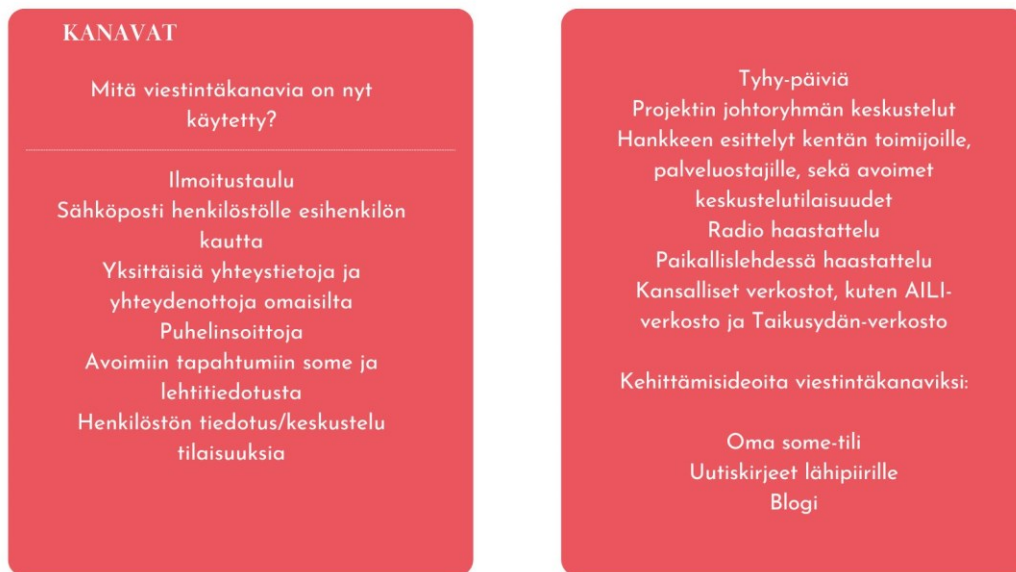 KANAVAT
Mitä viestintäkanavia on nyt
käytetty?
Ilmoitustaulu
Sähköposti henkilöstölle esihenkilön
kautta
Yksittäisiä yhteystietoja ja
yhteydenottoja omaisilta
Puhelinsoittoja
Avoimiin tapahtumiin some ja
lehtitiedotusta
Henkilöstön tiedotus/keskustelu
tilaisuuksia
Tyhy-päiviä
Projektin johtoryhmän keskustelut
Hankkeen esittelyt kentän toimijoille,
palveluostajille, sekä avoimet
keskustelutilaisuudet
Radio haastattelu
Paikallislehdessä haastattelu
Kansalliset verkostot, kuten AILI-
verkosto ja Taikusydän-verkosto
Kehittämisideoita viestintäkanaviksi:
Oma some-tili
Uutiskirjeet lähipiirille
Blogi